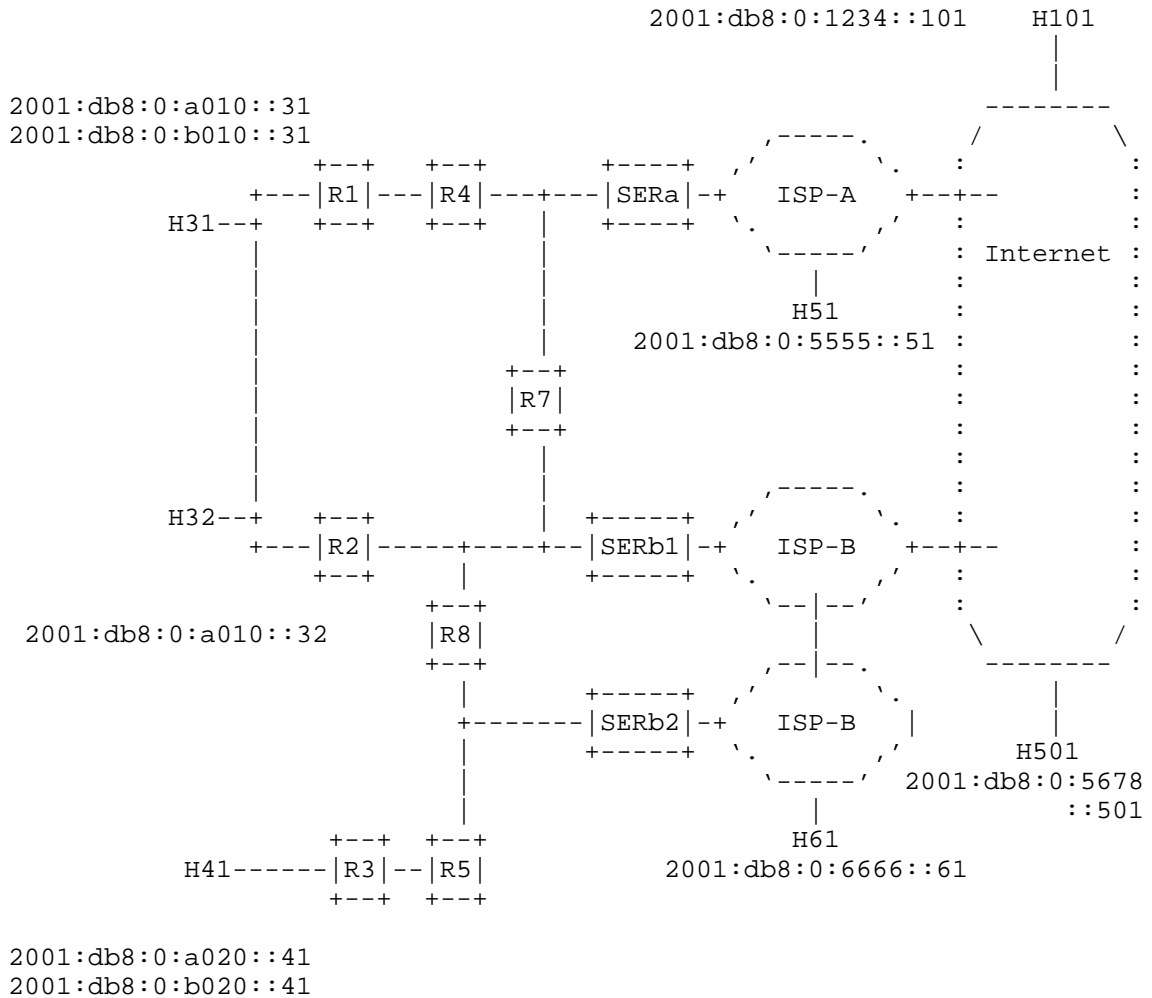 2001:db8:0:1234::101 H101
2001:db8:0:a010::31
2001:db8:0:b010::31
R1 R4 SERa ISP-A
H31
Internet
H51
2001:db8:0:5555::51
R7
H32
R2 SERb1 ISP-B
2001:db8:0:a010::32 R8
SERb2 ISP-B
H501
2001:db8:0:5678
::501
H61
H41 R3 R5 2001:db8:0:6666::61
2001:db8:0:a020::41
2001:db8:0:b020::41